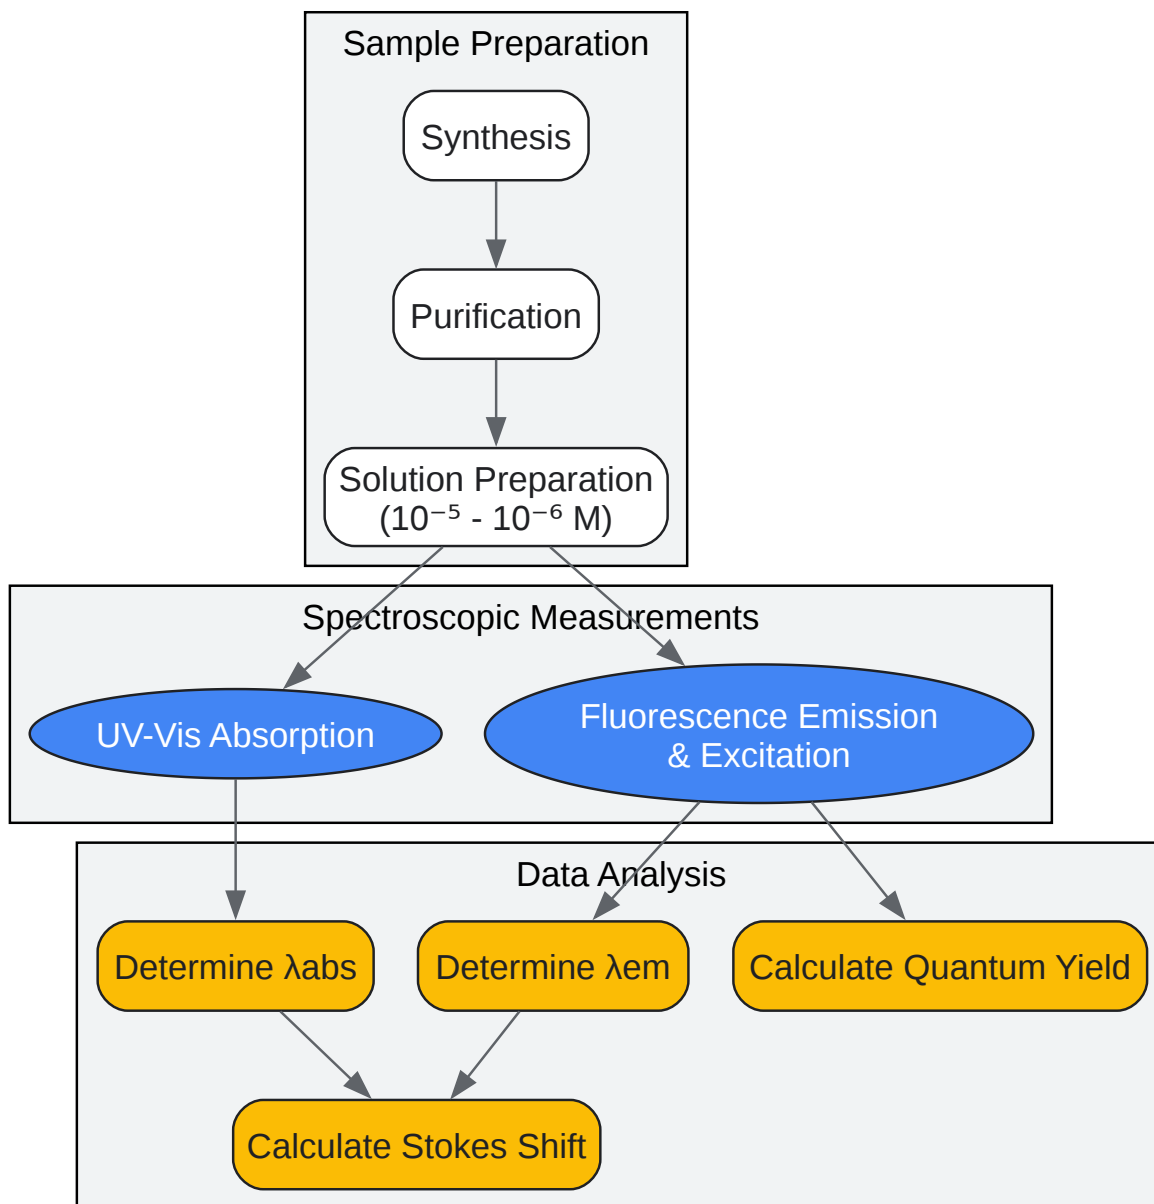 Sample Preparation
Synthesis
Purification
Solution Preparation
(10⁻⁵ - 10⁻⁶ M)
Spectroscopic Measurements
UV-Vis Absorption
Fluorescence Emission
& Excitation
Data Analysis
Determine λabs
Determine λem
Calculate Quantum Yield
Calculate Stokes Shift